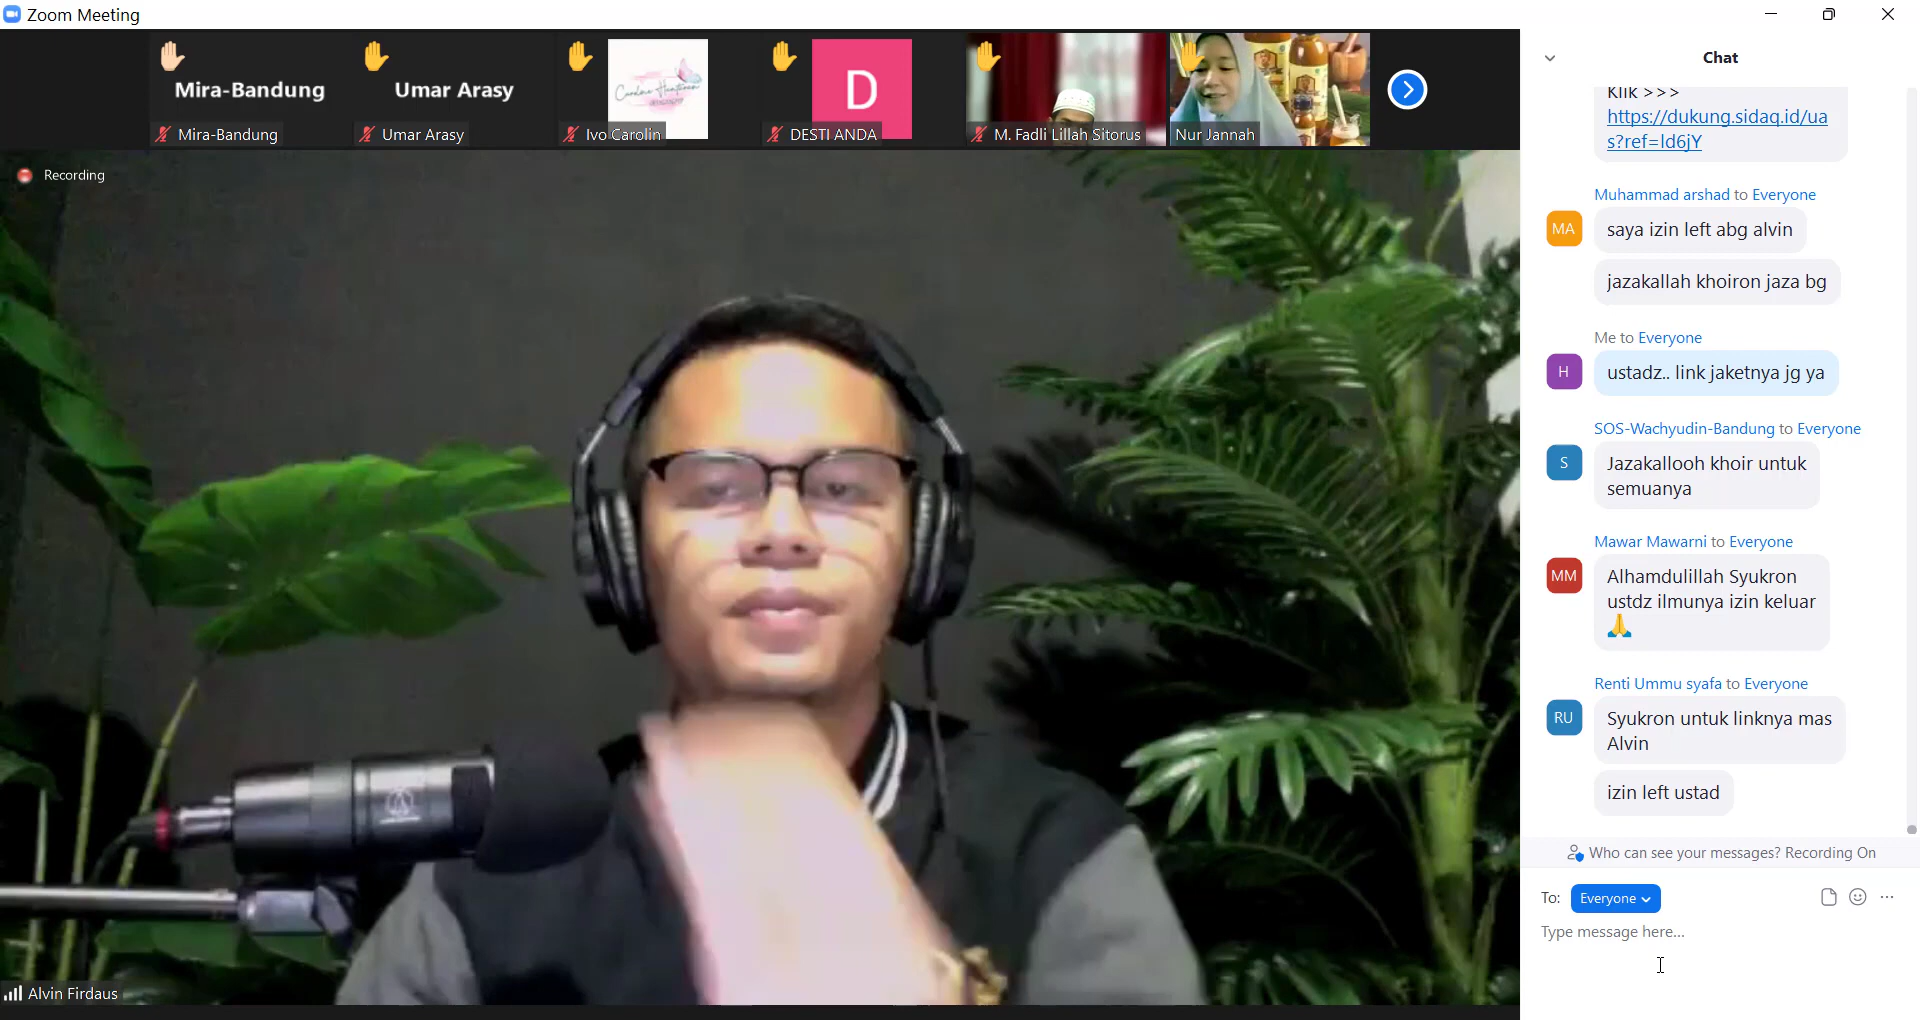 Zoom Meeting
Mira-Bandung
Umar Arasy
Mira-Bandung
Umar Arasy
Ivo Carolin
D
DESTI ANDA
M. Fadli Lillah Sitorus
Nur Jannah
Recording
Alvin Firdaus
Chat
Klik >>>
https://dukung.sidaq.id/ua
s?ref=ld6jY
Muhammad arshad to Everyone
MA
saya izin left abg alvin
jazakallah khoiron jaza bg
Me to Everyone
H
ustadz.. link jaketnya jg ya
SOS-Wachyudin-Bandung to Everyone
S
Jazakallooh khoir untuk
semuanya
Mawar Mawarni to Everyone
MM
Alhamdulillah Syukron
ustdz ilmunya izin keluar
🙏
Renti Ummu syafa to Everyone
RU
Syukron untuk linknya mas
Alvin
izin left ustad
Who can see your messages? Recording On
To: Everyone
Type message here...